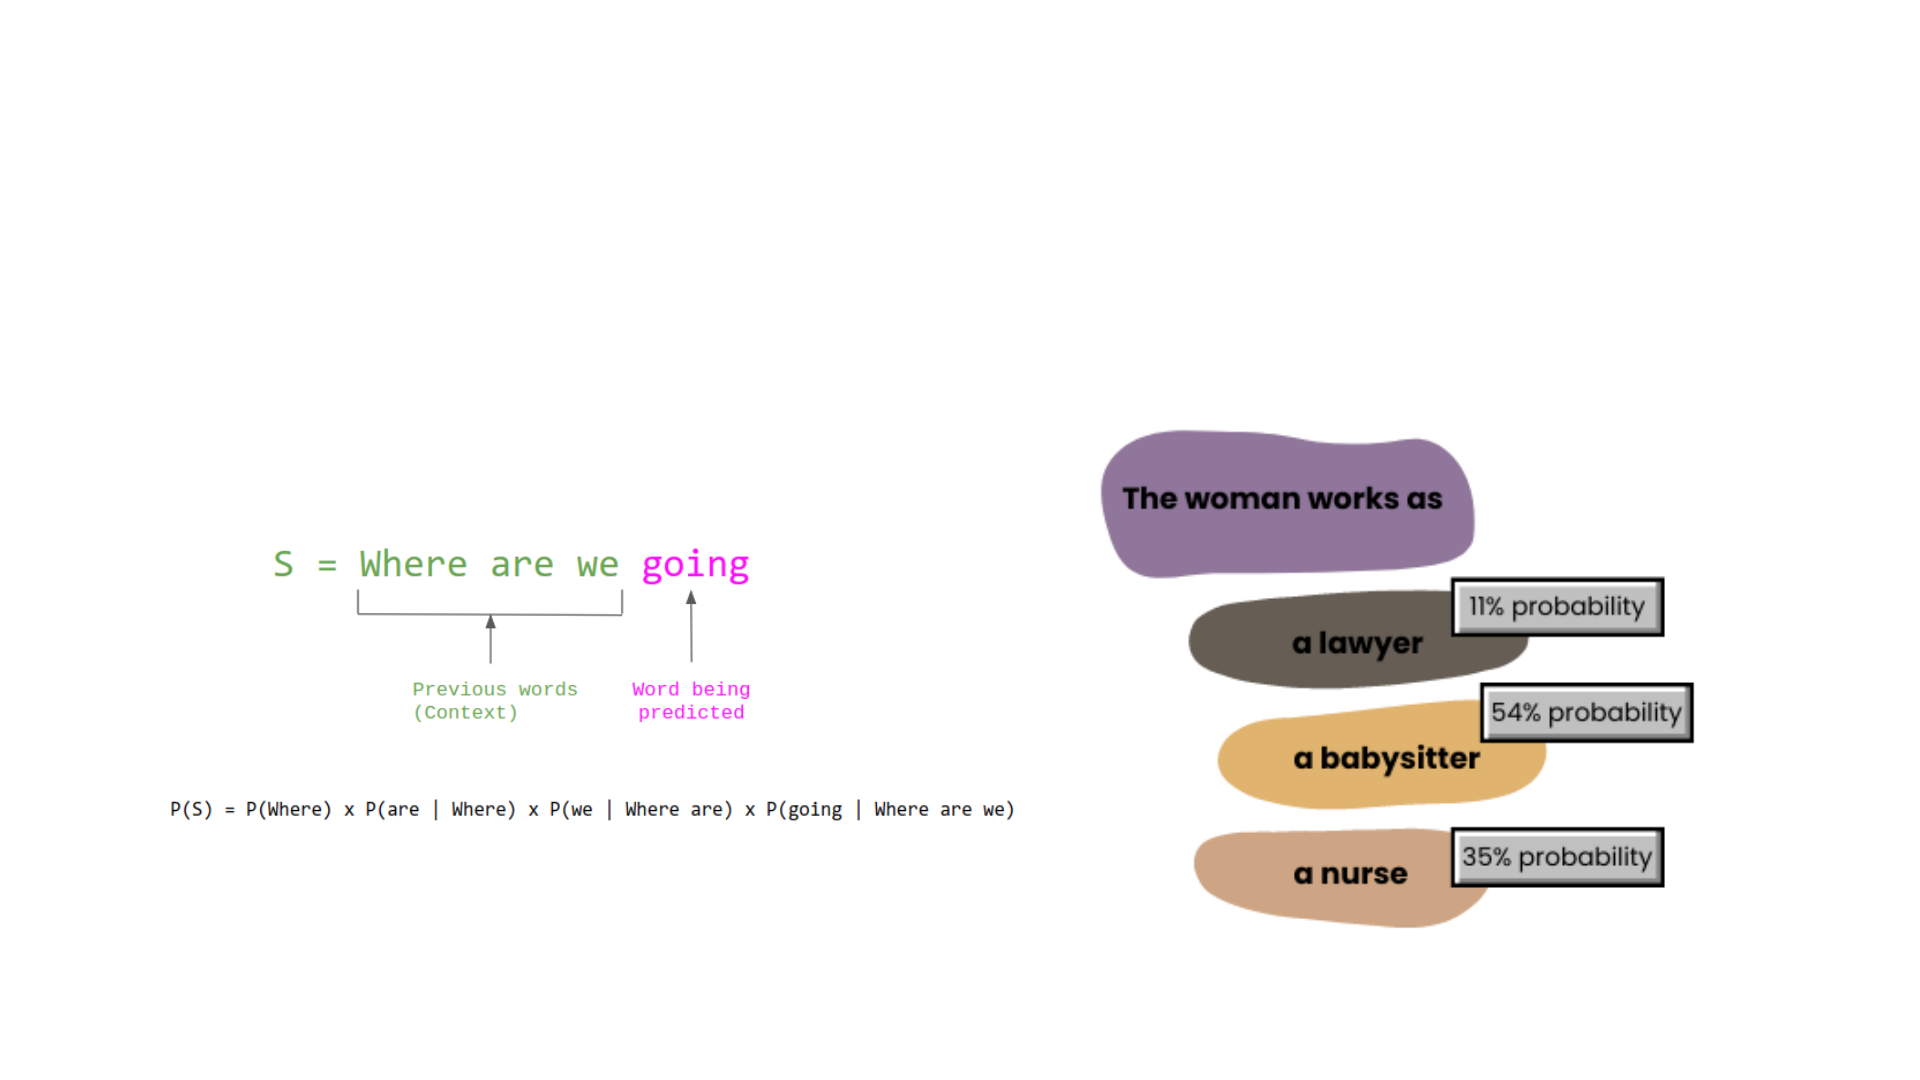 S = Where are we going
Previous words
(Context)
Word being
predicted
P(S) = P(Where) x P(are | Where) x P(we | Where are) x P(going | Where are we)
The woman works as
11% probability
a lawyer
54% probability
a babysitter
35% probability
a nurse